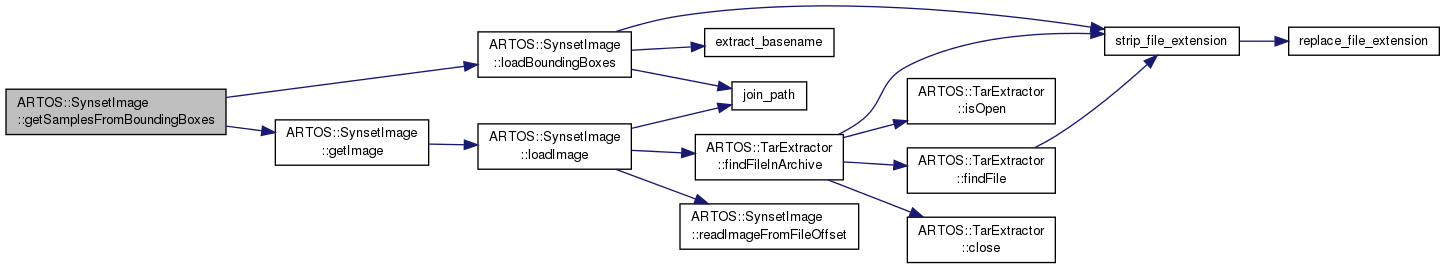 ARTOS::SynsetImage
::getSamplesFromBoundingBoxes
ARTOS::SynsetImage
::loadBoundingBoxes
ARTOS::SynsetImage
::getImage
extract_basename
join_path
ARTOS::SynsetImage
::loadImage
ARTOS::TarExtractor
::findFileInArchive
ARTOS::SynsetImage
::readImageFromFileOffset
strip_file_extension
replace_file_extension
ARTOS::TarExtractor
::isOpen
ARTOS::TarExtractor
::findFile
ARTOS::TarExtractor
::close